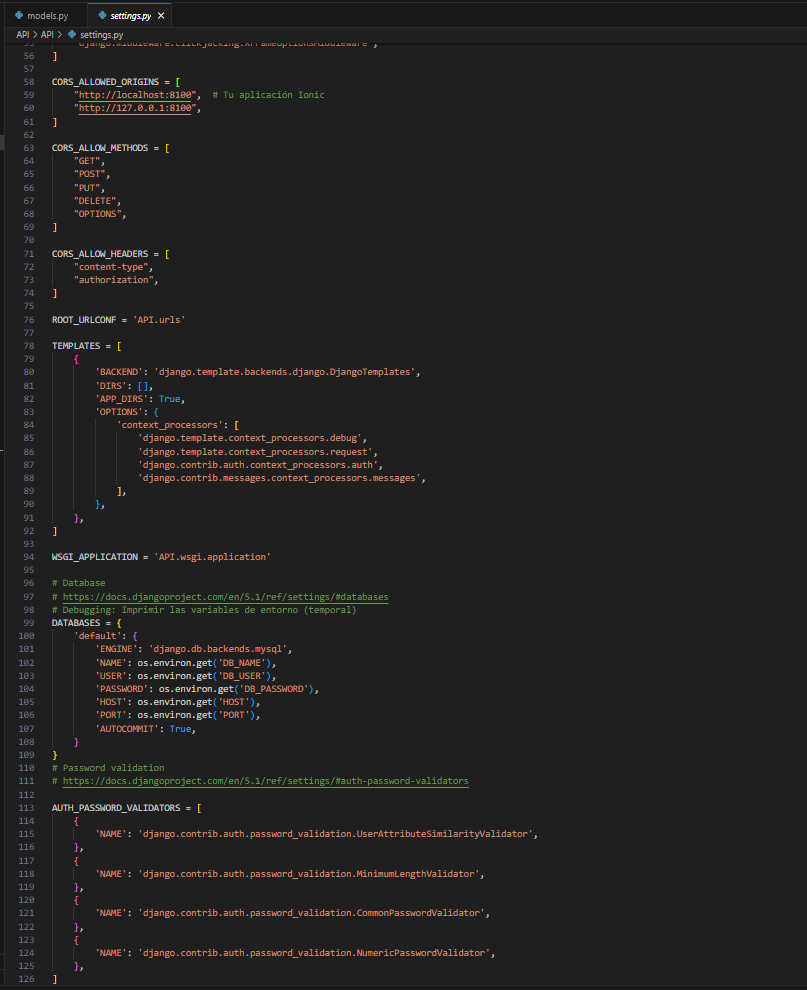 models.py settings.py ×
API > API > settings.py
55 'django.middleware.clickjacking.XFrameOptionsMiddleware',
56 ]
57
58 CORS_ALLOWED_ORIGINS = [
59     "http://localhost:8100",  # Tu aplicación Ionic
60     "http://127.0.0.1:8100",
61 ]
62
63 CORS_ALLOW_METHODS = [
64     "GET",
65     "POST",
66     "PUT",
67     "DELETE",
68     "OPTIONS",
69 ]
70
71 CORS_ALLOW_HEADERS = [
72     "content-type",
73     "authorization",
74 ]
75
76 ROOT_URLCONF = 'API.urls'
77
78 TEMPLATES = [
79     {
80         'BACKEND': 'django.template.backends.django.DjangoTemplates',
81         'DIRS': [],
82         'APP_DIRS': True,
83         'OPTIONS': {
84             'context_processors': [
85                 'django.template.context_processors.debug',
86                 'django.template.context_processors.request',
87                 'django.contrib.auth.context_processors.auth',
88                 'django.contrib.messages.context_processors.messages',
89             ],
90         },
91     },
92 ]
93
94 WSGI_APPLICATION = 'API.wsgi.application'
95
96 # Database
97 # https://docs.djangoproject.com/en/5.1/ref/settings/#databases
98 # Debugging: Imprimir las variables de entorno (temporal)
99 DATABASES = {
100     'default': {
101         'ENGINE': 'django.db.backends.mysql',
102         'NAME': os.environ.get('DB_NAME'),
103         'USER': os.environ.get('DB_USER'),
104         'PASSWORD': os.environ.get('DB_PASSWORD'),
105         'HOST': os.environ.get('HOST'),
106         'PORT': os.environ.get('PORT'),
107         'AUTOCOMMIT': True,
108     }
109 }
110 # Password validation
111 # https://docs.djangoproject.com/en/5.1/ref/settings/#auth-password-validators
112
113 AUTH_PASSWORD_VALIDATORS = [
114     {
115         'NAME': 'django.contrib.auth.password_validation.UserAttributeSimilarityValidator',
116     },
117     {
118         'NAME': 'django.contrib.auth.password_validation.MinimumLengthValidator',
119     },
120     {
121         'NAME': 'django.contrib.auth.password_validation.CommonPasswordValidator',
122     },
123     {
124         'NAME': 'django.contrib.auth.password_validation.NumericPasswordValidator',
125     },
126 ]